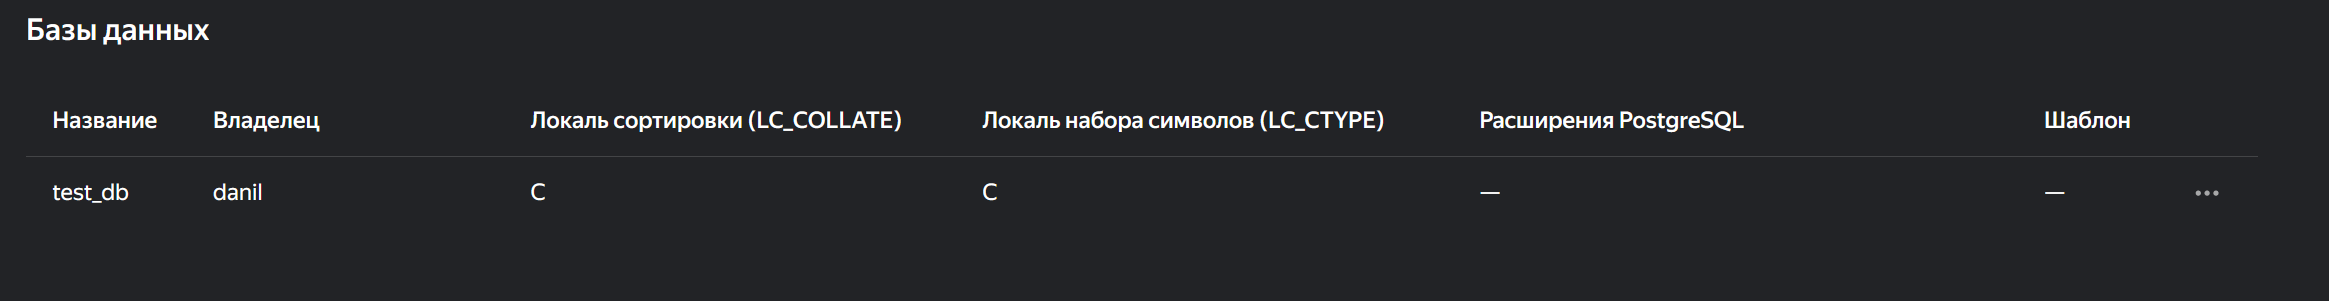 Базы данных
Название Владелец Локаль сортировки (LC_COLLATE) Локаль набора символов (LC_CTYPE) Расширения PostgreSQL Шаблон
test_db danil C C — —